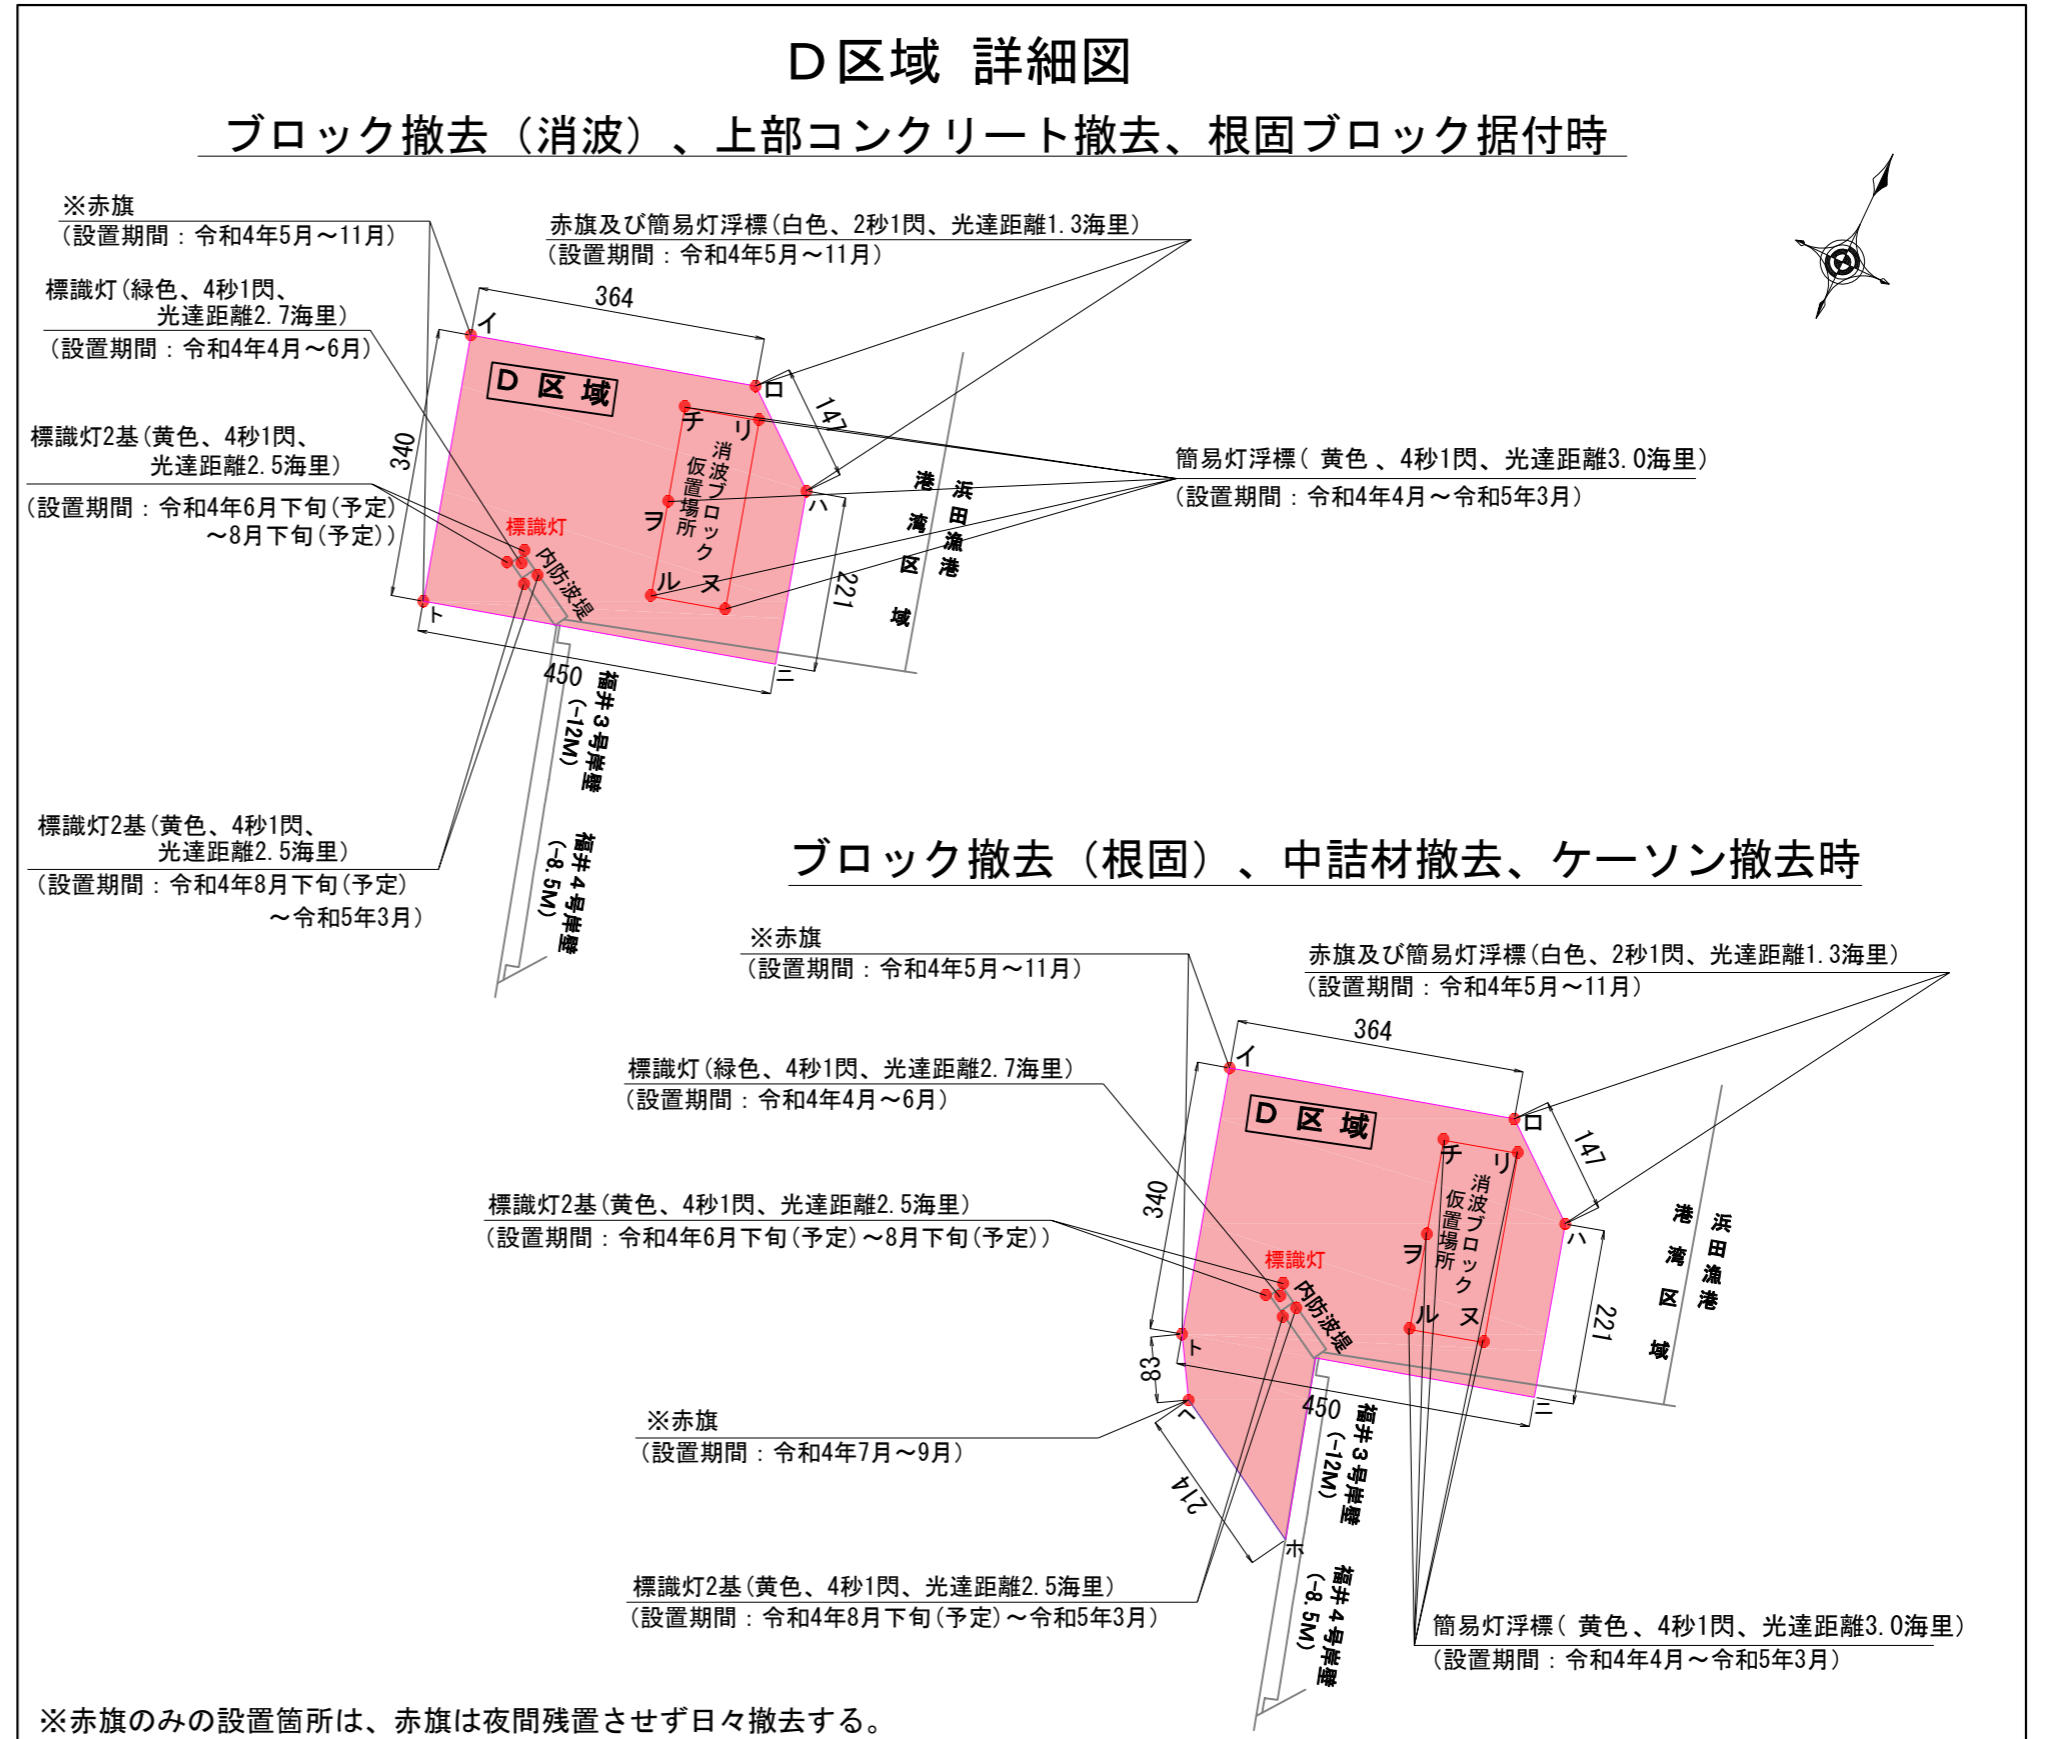 D区域 詳細図
ブロック撤去（消波）、上部コンクリート撤去、根固ブロック据付時
※赤旗
（設置期間：令和4年5月～11月）
赤旗及び簡易灯浮標(白色、2秒1閃、光達距離1.3海里)
（設置期間：令和4年5月～11月）
標識灯(緑色、4秒1閃、
光達距離2.7海里)
（設置期間：令和4年4月～6月）
標識灯2基(黄色、4秒1閃、
光達距離2.5海里)
（設置期間：令和4年6月下旬(予定)
～8月下旬(予定)）
簡易灯浮標( 黄色、4秒1閃、光達距離3.0海里)
（設置期間：令和4年4月～令和5年3月）
標識灯2基(黄色、4秒1閃、
光達距離2.5海里)
（設置期間：令和4年8月下旬(予定)
～令和5年3月）
364
イ
ロ
D区域
チ
リ
147
340
消波ブロック
仮置場所
ハ
ヲ
標識灯
内防波堤
ル
ヌ
221
ト
450
ニ
浜田漁港
港湾区域
福井3号岸壁
(-12M)
福井4号岸壁
(-8.5M)
ブロック撤去（根固）、中詰材撤去、ケーソン撤去時
※赤旗
（設置期間：令和4年5月～11月）
赤旗及び簡易灯浮標(白色、2秒1閃、光達距離1.3海里)
（設置期間：令和4年5月～11月）
標識灯(緑色、4秒1閃、光達距離2.7海里)
（設置期間：令和4年4月～6月）
標識灯2基(黄色、4秒1閃、光達距離2.5海里)
（設置期間：令和4年6月下旬(予定)～8月下旬(予定)）
※赤旗
（設置期間：令和4年7月～9月）
標識灯2基(黄色、4秒1閃、光達距離2.5海里)
（設置期間：令和4年8月下旬(予定)～令和5年3月）
簡易灯浮標( 黄色、4秒1閃、光達距離3.0海里)
（設置期間：令和4年4月～令和5年3月）
364
イ
ロ
D区域
チ
リ
147
340
消波ブロック
仮置場所
ハ
ヲ
標識灯
内防波堤
ル
ヌ
221
ト
83
450
ニ
ヘ
214
ホ
浜田漁港
港湾区域
福井3号岸壁
(-12M)
福井4号岸壁
(-8.5M)
※赤旗のみの設置箇所は、赤旗は夜間残置させず日々撤去する。